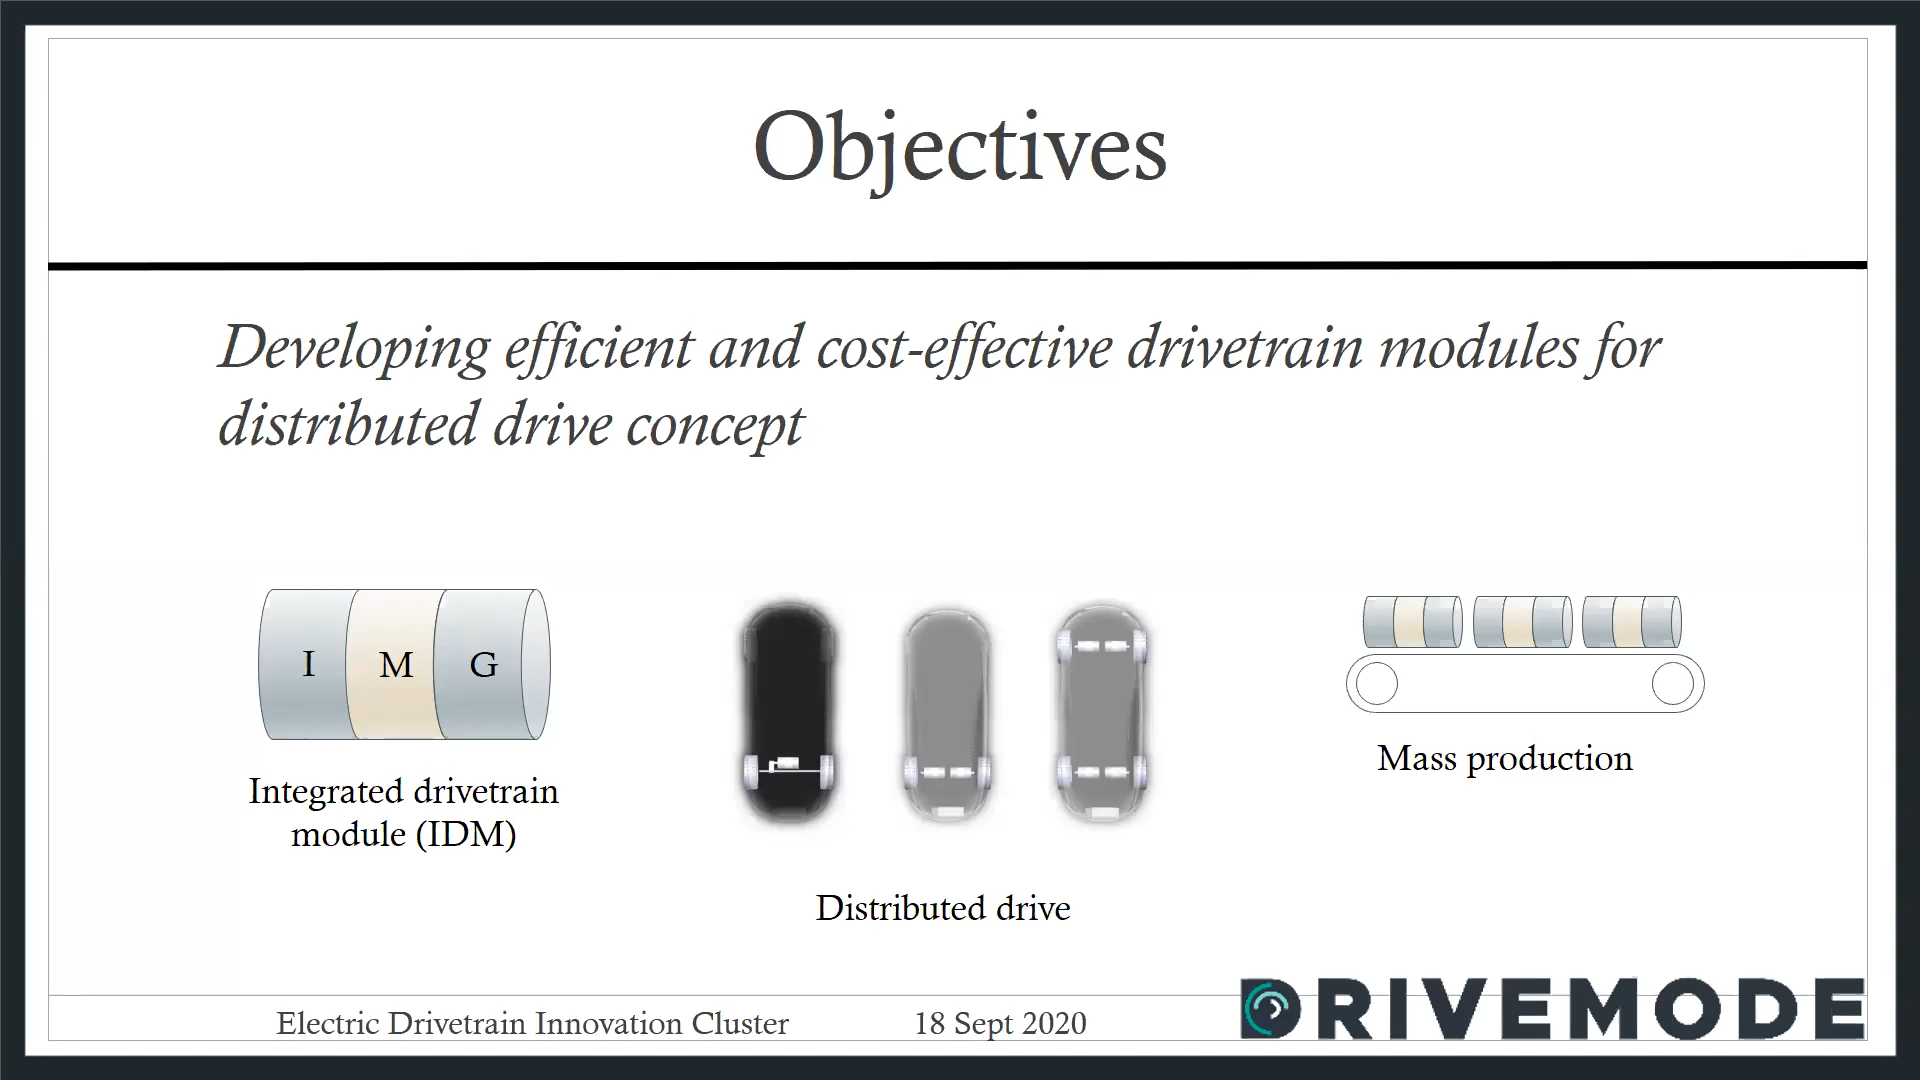 Objectives
Developing efficient and cost-effective drivetrain modules for
distributed drive concept
I M G
Integrated drivetrain
module (IDM)
Distributed drive
Mass production
Electric Drivetrain Innovation Cluster
18 Sept 2020
DRIVEMODE